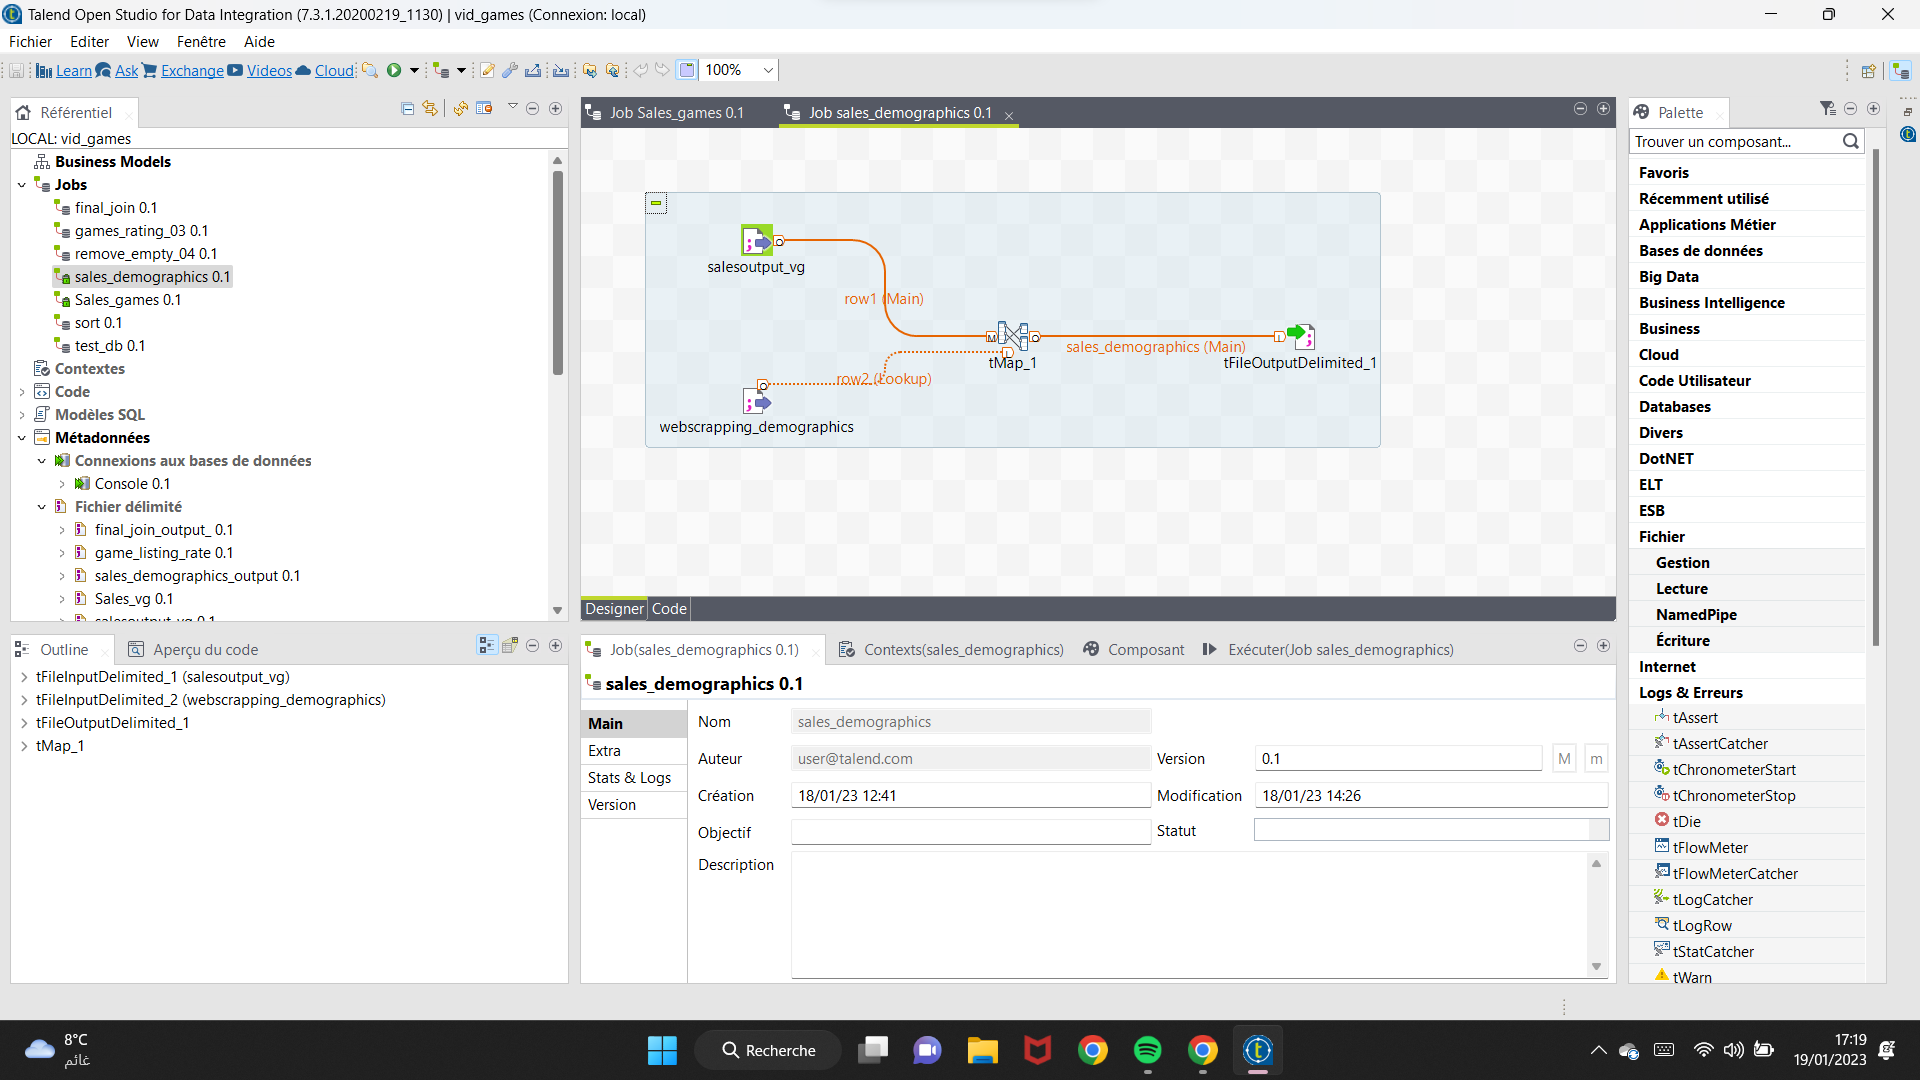 Talend Open Studio for Data Integration (7.3.1.20200219_1130) | vid_games (Connexion: local)
Fichier Editer View Fenêtre Aide
Learn Ask Exchange Videos Cloud 100%
Référentiel
LOCAL: vid_games
Business Models
Jobs
final_join 0.1
games_rating_03 0.1
remove_empty_04 0.1
sales_demographics 0.1
Sales_games 0.1
sort 0.1
test_db 0.1
Contextes
Code
Modèles SQL
Métadonnées
Connexions aux bases de données
Console 0.1
Fichier délimité
final_join_output_ 0.1
game_listing_rate 0.1
sales_demographics_output 0.1
Sales_vg 0.1
salesoutput_vg 0.1
Job Sales_games 0.1
Job sales_demographics 0.1
salesoutput_vg
row1 (Main)
tMap_1
sales_demographics (Main)
tFileOutputDelimited_1
row2 (Lookup)
webscrapping_demographics
Designer Code
Palette
Trouver un composant...
Favoris
Récemment utilisé
Applications Métier
Bases de données
Big Data
Business Intelligence
Business
Cloud
Code Utilisateur
Databases
Divers
DotNET
ELT
ESB
Fichier
Gestion
Lecture
NamedPipe
Écriture
Internet
Logs & Erreurs
tAssert
tAssertCatcher
tChronometerStart
tChronometerStop
tDie
tFlowMeter
tFlowMeterCatcher
tLogCatcher
tLogRow
tStatCatcher
tWarn
Outline
Aperçu du code
tFileInputDelimited_1 (salesoutput_vg)
tFileInputDelimited_2 (webscrapping_demographics)
tFileOutputDelimited_1
tMap_1
Job(sales_demographics 0.1)
Contexts(sales_demographics)
Composant
Exécuter(Job sales_demographics)
sales_demographics 0.1
Main
Extra
Stats & Logs
Version
Nom sales_demographics
Auteur user@talend.com Version 0.1 M m
Création 18/01/23 12:41 Modification 18/01/23 14:26
Objectif Statut
Description
8°C
غائم
Recherche
17:19
19/01/2023